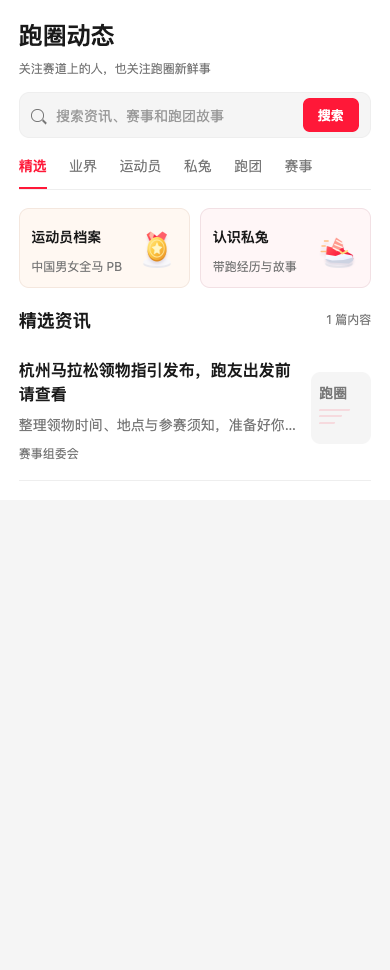 跑圈动态
关注赛道上的人，也关注跑圈新鲜事
搜索资讯、赛事和跑团故事
搜索
精选 业界 运动员 私兔 跑团 赛事
运动员档案
中国男女全马 PB
认识私兔
带跑经历与故事
精选资讯
1 篇内容
杭州马拉松领物指引发布，跑友出发前
请查看
整理领物时间、地点与参赛须知，准备好你...
赛事组委会
跑圈